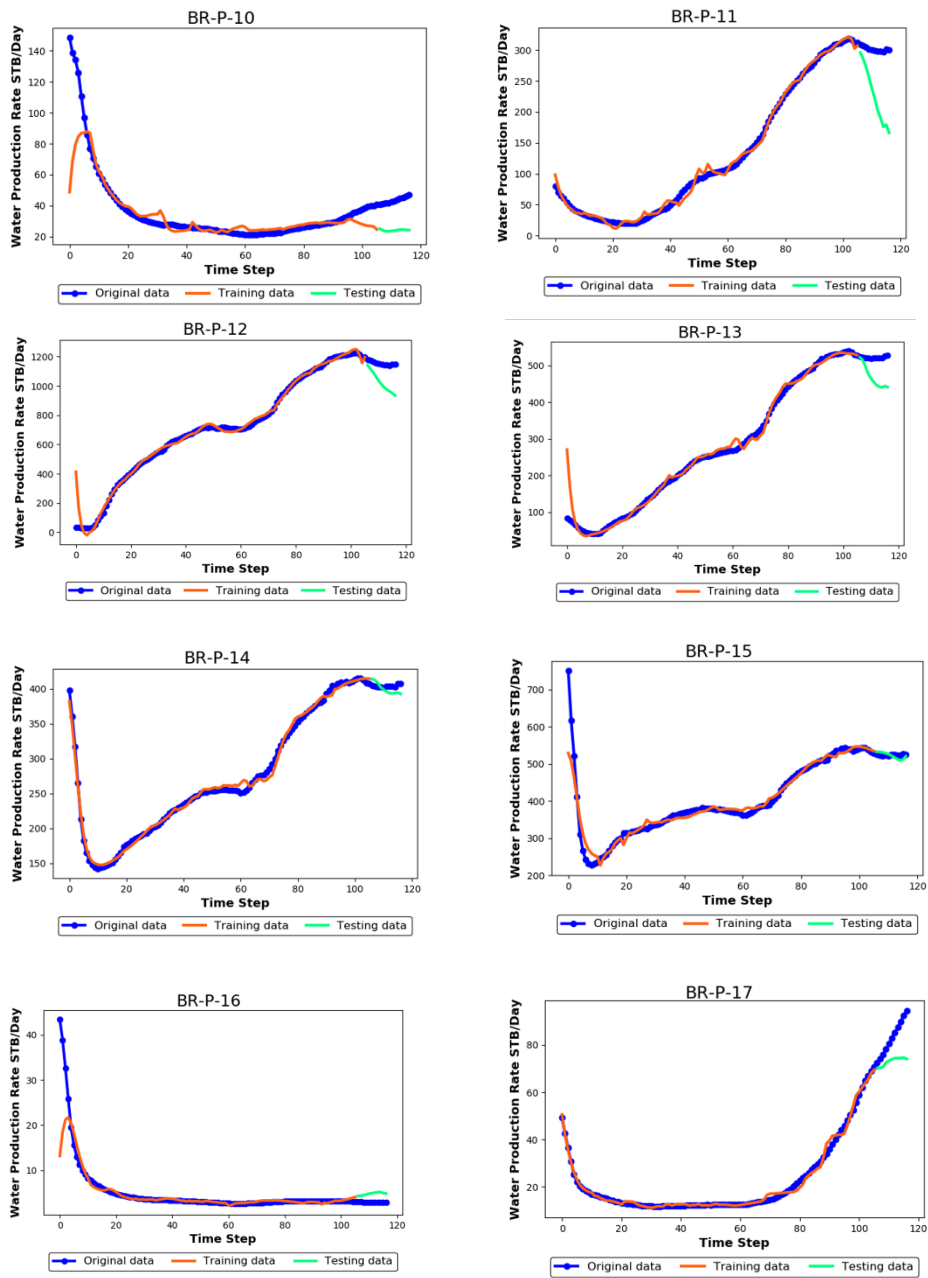 BR-P-10
Water Production Rate STB/Day
140
120
100
80
60
40
20
0 20 40 60 80 100 120
Time Step
Original data Training data Testing data
BR-P-11
Water Production Rate STB/Day
300
250
200
150
100
50
0
0 20 40 60 80 100 120
Time Step
Original data Training data Testing data
BR-P-12
Water Production Rate STB/Day
1200
1000
800
600
400
200
0
0 20 40 60 80 100 120
Time Step
Original data Training data Testing data
BR-P-13
Water Production Rate STB/Day
500
400
300
200
100
0 20 40 60 80 100 120
Time Step
Original data Training data Testing data
BR-P-14
Water Production Rate STB/Day
400
350
300
250
200
150
0 20 40 60 80 100 120
Time Step
Original data Training data Testing data
BR-P-15
Water Production Rate STB/Day
700
600
500
400
300
200
0 20 40 60 80 100 120
Time Step
Original data Training data Testing data
BR-P-16
Water Production Rate STB/Day
40
30
20
10
0 20 40 60 80 100 120
Time Step
Original data Training data Testing data
BR-P-17
Water Production Rate STB/Day
80
60
40
20
0 20 40 60 80 100 120
Time Step
Original data Training data Testing data